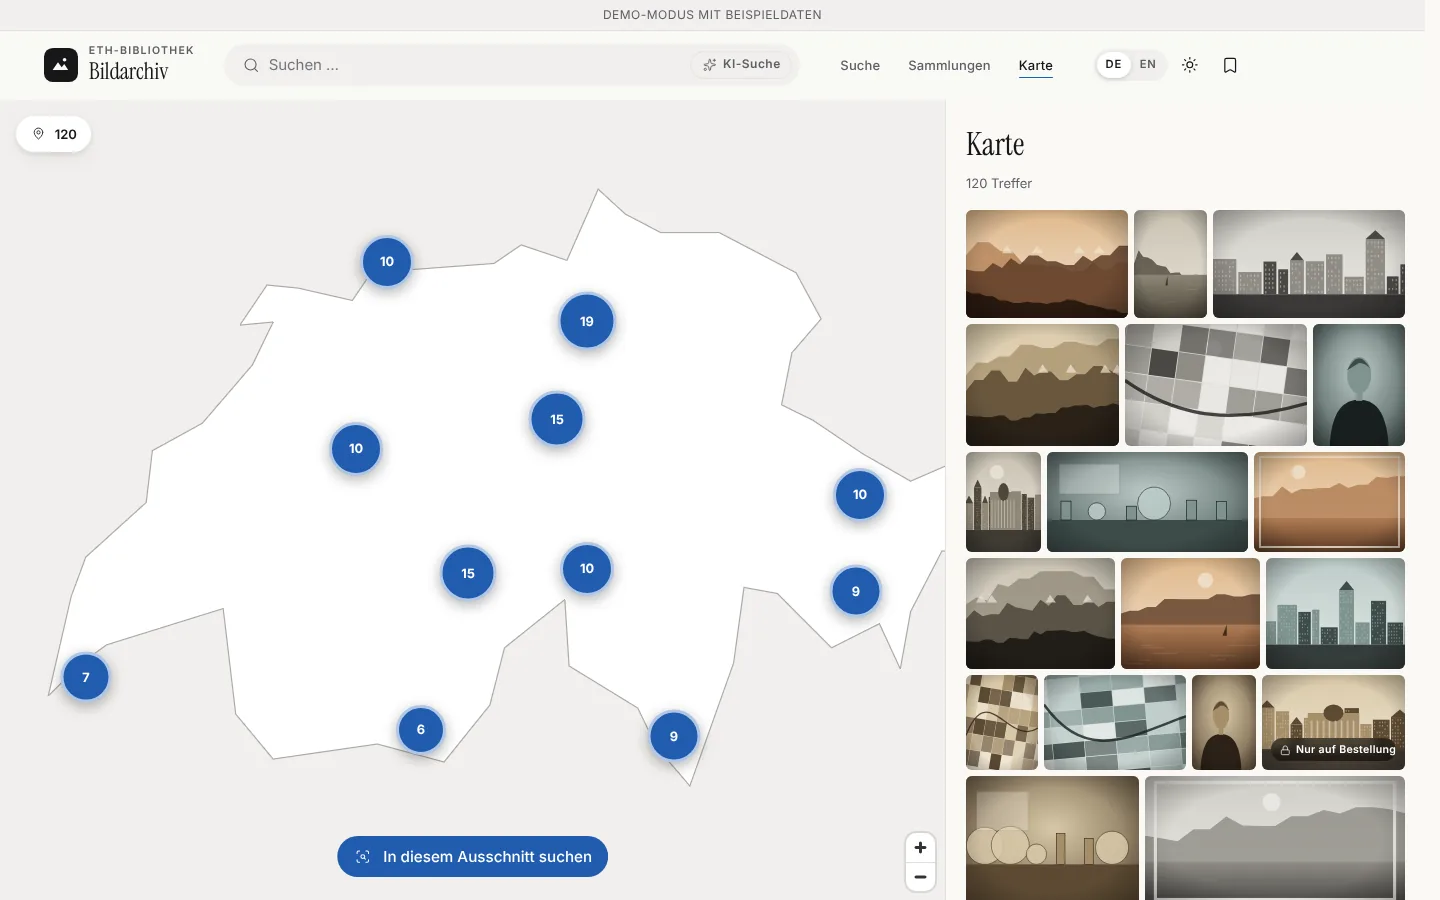 DEMO-MODUS MIT BEISPIELDATEN
ETH-BIBLIOTHEK
Bildarchiv
Suchen ...
KI-Suche
Suche
Sammlungen
Karte
DE
EN
120
10
19
15
10
10
15
10
9
7
6
9
In diesem Ausschnitt suchen
+
−
Karte
120 Treffer
Nur auf Bestellung